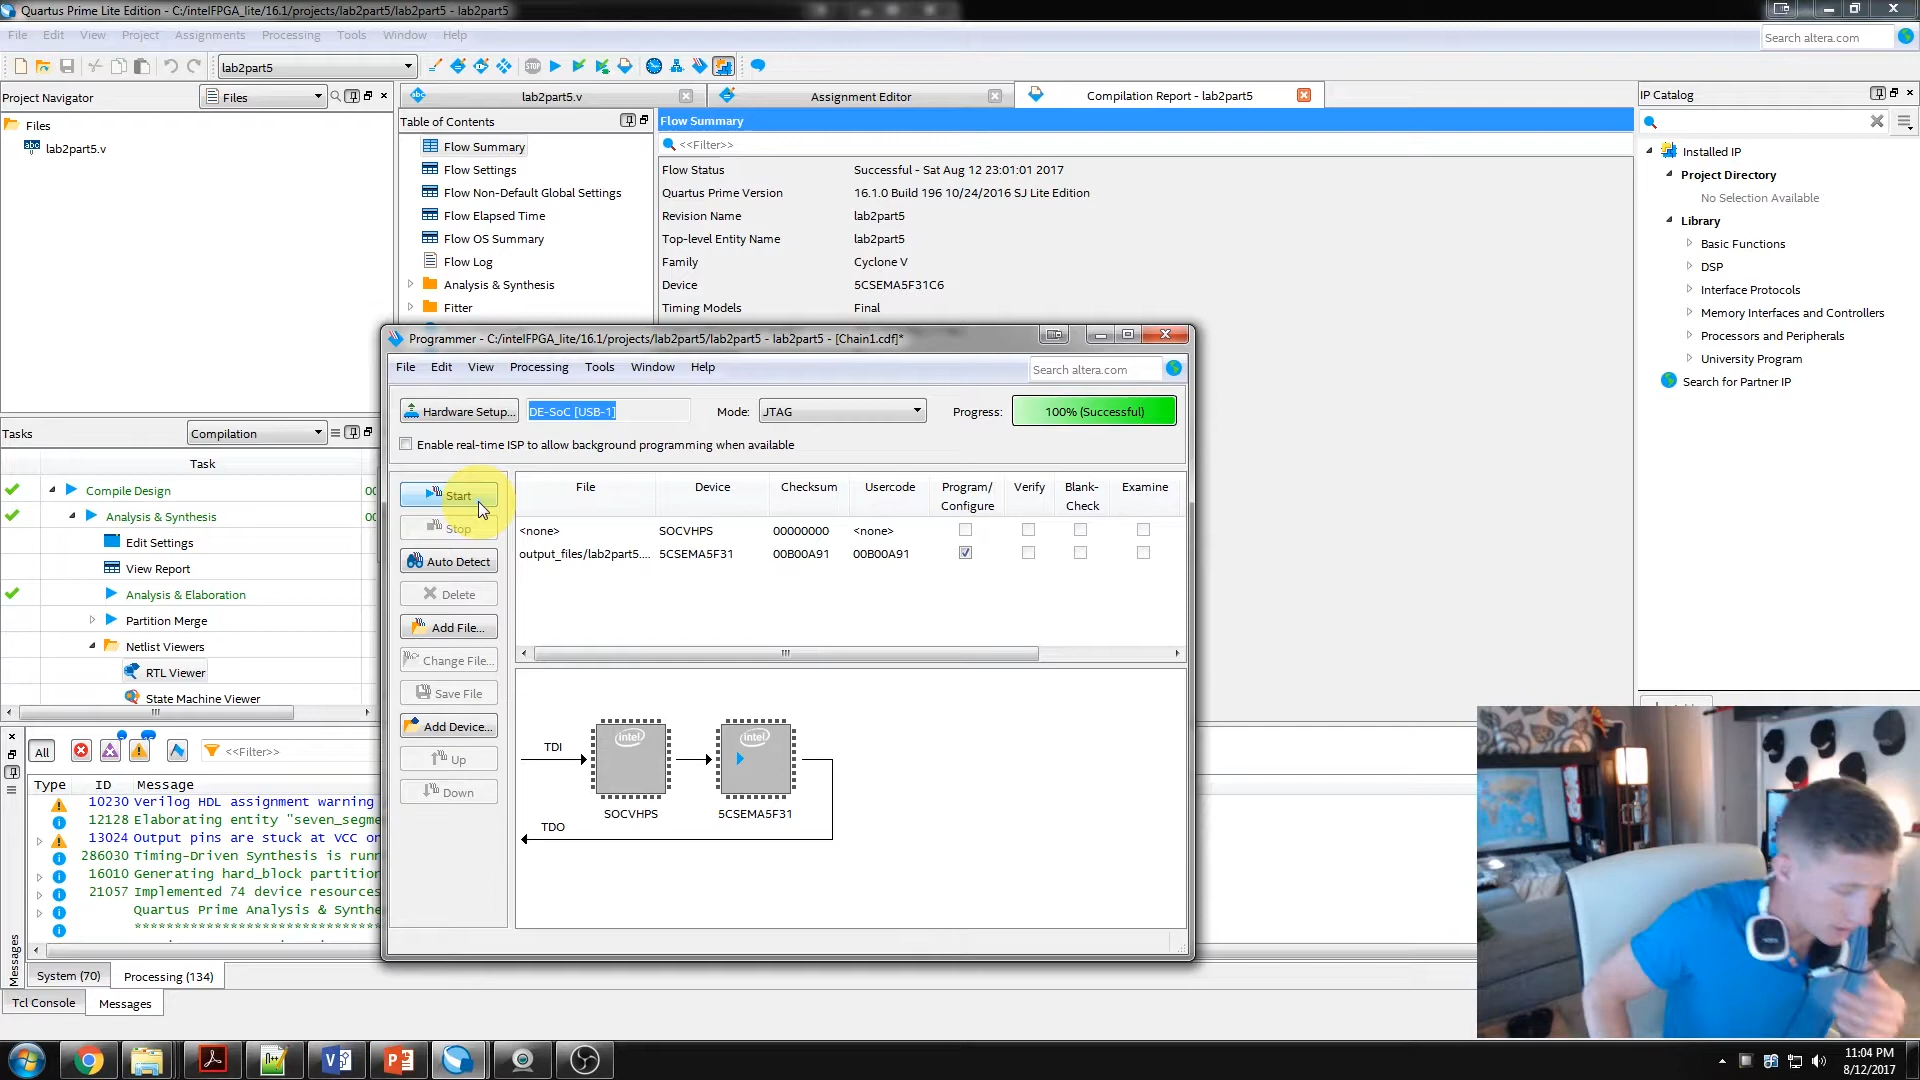 Quartus Prime Lite Edition - C:/intelFPGA_lite/16.1/projects/lab2part5/lab2part5 - lab2part5
File Edit View Project Assignments Processing Tools Window Help
Search altera.com
lab2part5
Project Navigator
Files
Files
lab2part5.v
lab2part5.v
Assignment Editor
Compilation Report - lab2part5
Table of Contents
Flow Summary
Flow Settings
Flow Non-Default Global Settings
Flow Elapsed Time
Flow OS Summary
Flow Log
Analysis & Synthesis
Fitter
Flow Summary
<<Filter>>
Flow Status Successful - Sat Aug 12 23:01:01 2017
Quartus Prime Version 16.1.0 Build 196 10/24/2016 SJ Lite Edition
Revision Name lab2part5
Top-level Entity Name lab2part5
Family Cyclone V
Device 5CSEMA5F31C6
Timing Models Final
IP Catalog
Installed IP
Project Directory
No Selection Available
Library
Basic Functions
DSP
Interface Protocols
Memory Interfaces and Controllers
Processors and Peripherals
University Program
Search for Partner IP
Tasks Compilation
Task
Compile Design 00
Analysis & Synthesis 00
Edit Settings
View Report
Analysis & Elaboration
Partition Merge
Netlist Viewers
RTL Viewer
State Machine Viewer
Programmer - C:/intelFPGA_lite/16.1/projects/lab2part5/lab2part5 - lab2part5 - [Chain1.cdf]*
File Edit View Processing Tools Window Help
Search altera.com
Hardware Setup... DE-SoC [USB-1] Mode: JTAG Progress: 100% (Successful)
Enable real-time ISP to allow background programming when available
Start
Stop
Auto Detect
Delete
Add File...
Change File...
Save File
Add Device...
Up
Down
File Device Checksum Usercode Program/ Verify Blank- Examine
Configure Check
<none> SOCVHPS 00000000 <none>
output_files/lab2part5.... 5CSEMA5F31 00B00A91 00B00A91
intel intel
TDI
SOCVHPS 5CSEMA5F31
TDO
All <<Filter>>
Type ID Message
10230 Verilog HDL assignment warning
12128 Elaborating entity "seven_segme
13024 Output pins are stuck at VCC or
286030 Timing-Driven Synthesis is runn
16010 Generating hard_block partition
21057 Implemented 74 device resources
Quartus Prime Analysis & Synthe
*******************************
System (70) Processing (134)
Messages
Tcl Console Messages
11:04 PM
8/12/2017